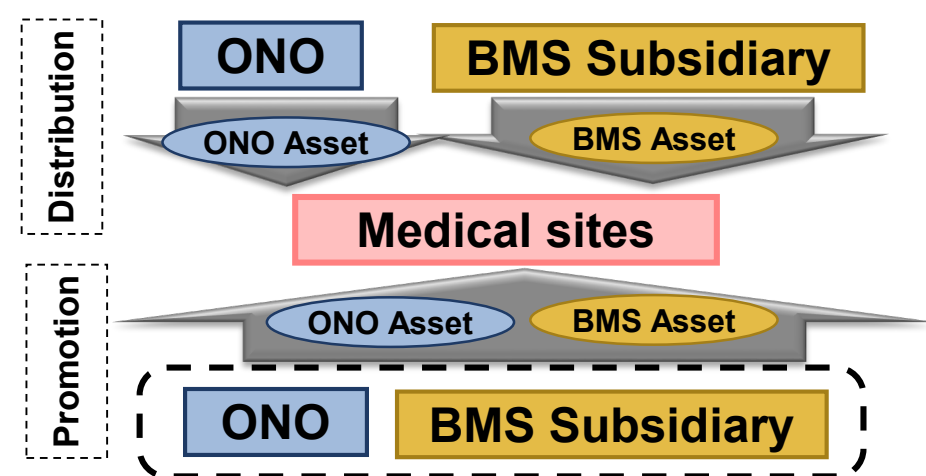 Distribution
ONO
BMS Subsidiary
ONO Asset
BMS Asset
Medical sites
Promotion
ONO Asset
BMS Asset
ONO
BMS Subsidiary